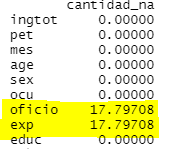 cantidad_na
ingtot 0.00000
pet 0.00000
mes 0.00000
age 0.00000
sex 0.00000
ocu 0.00000
oficio 17.79708
exp 17.79708
educ 0.00000